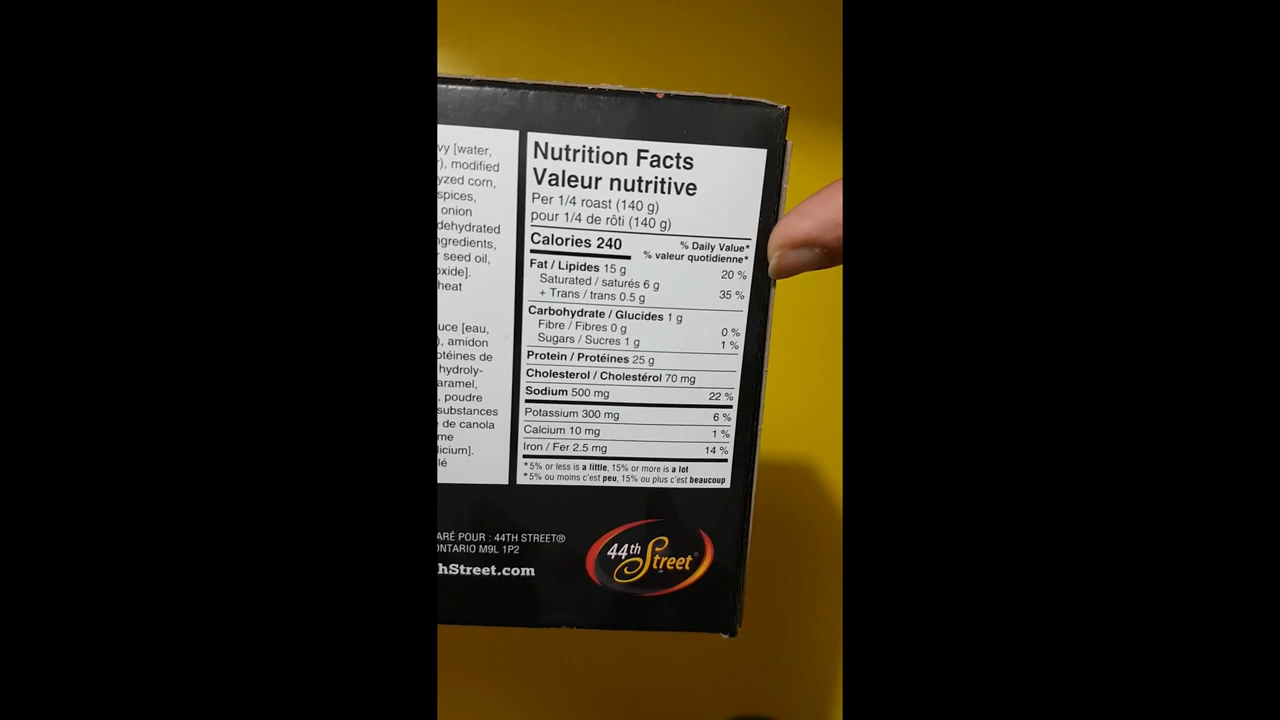 vy [water,
), modified
yzed corn,
spices,
onion
dehydrated
ngredients,
seed oil,
oxide].
heat
uce [eau,
), amidon
otéines de
hydroly-
aramel,
, poudre
substances
de canola
me
licium].
lé
Nutrition Facts
Valeur nutritive
Per 1/4 roast (140 g)
pour 1/4 de rôti (140 g)
Calories 240
% Daily Value*
% valeur quotidienne*
Fat / Lipides 15 g 20 %
Saturated / saturés 6 g
+ Trans / trans 0.5 g 35 %
Carbohydrate / Glucides 1 g
Fibre / Fibres 0 g 0 %
Sugars / Sucres 1 g 1 %
Protein / Protéines 25 g
Cholesterol / Cholestérol 70 mg
Sodium 500 mg 22 %
Potassium 300 mg 6 %
Calcium 10 mg 1 %
Iron / Fer 2.5 mg 14 %
*5% or less is a little, 15% or more is a lot
*5% ou moins c'est peu, 15% ou plus c'est beaucoup
ARÉ POUR : 44TH STREET®
ONTARIO M9L 1P2
hStreet.com
44th Street